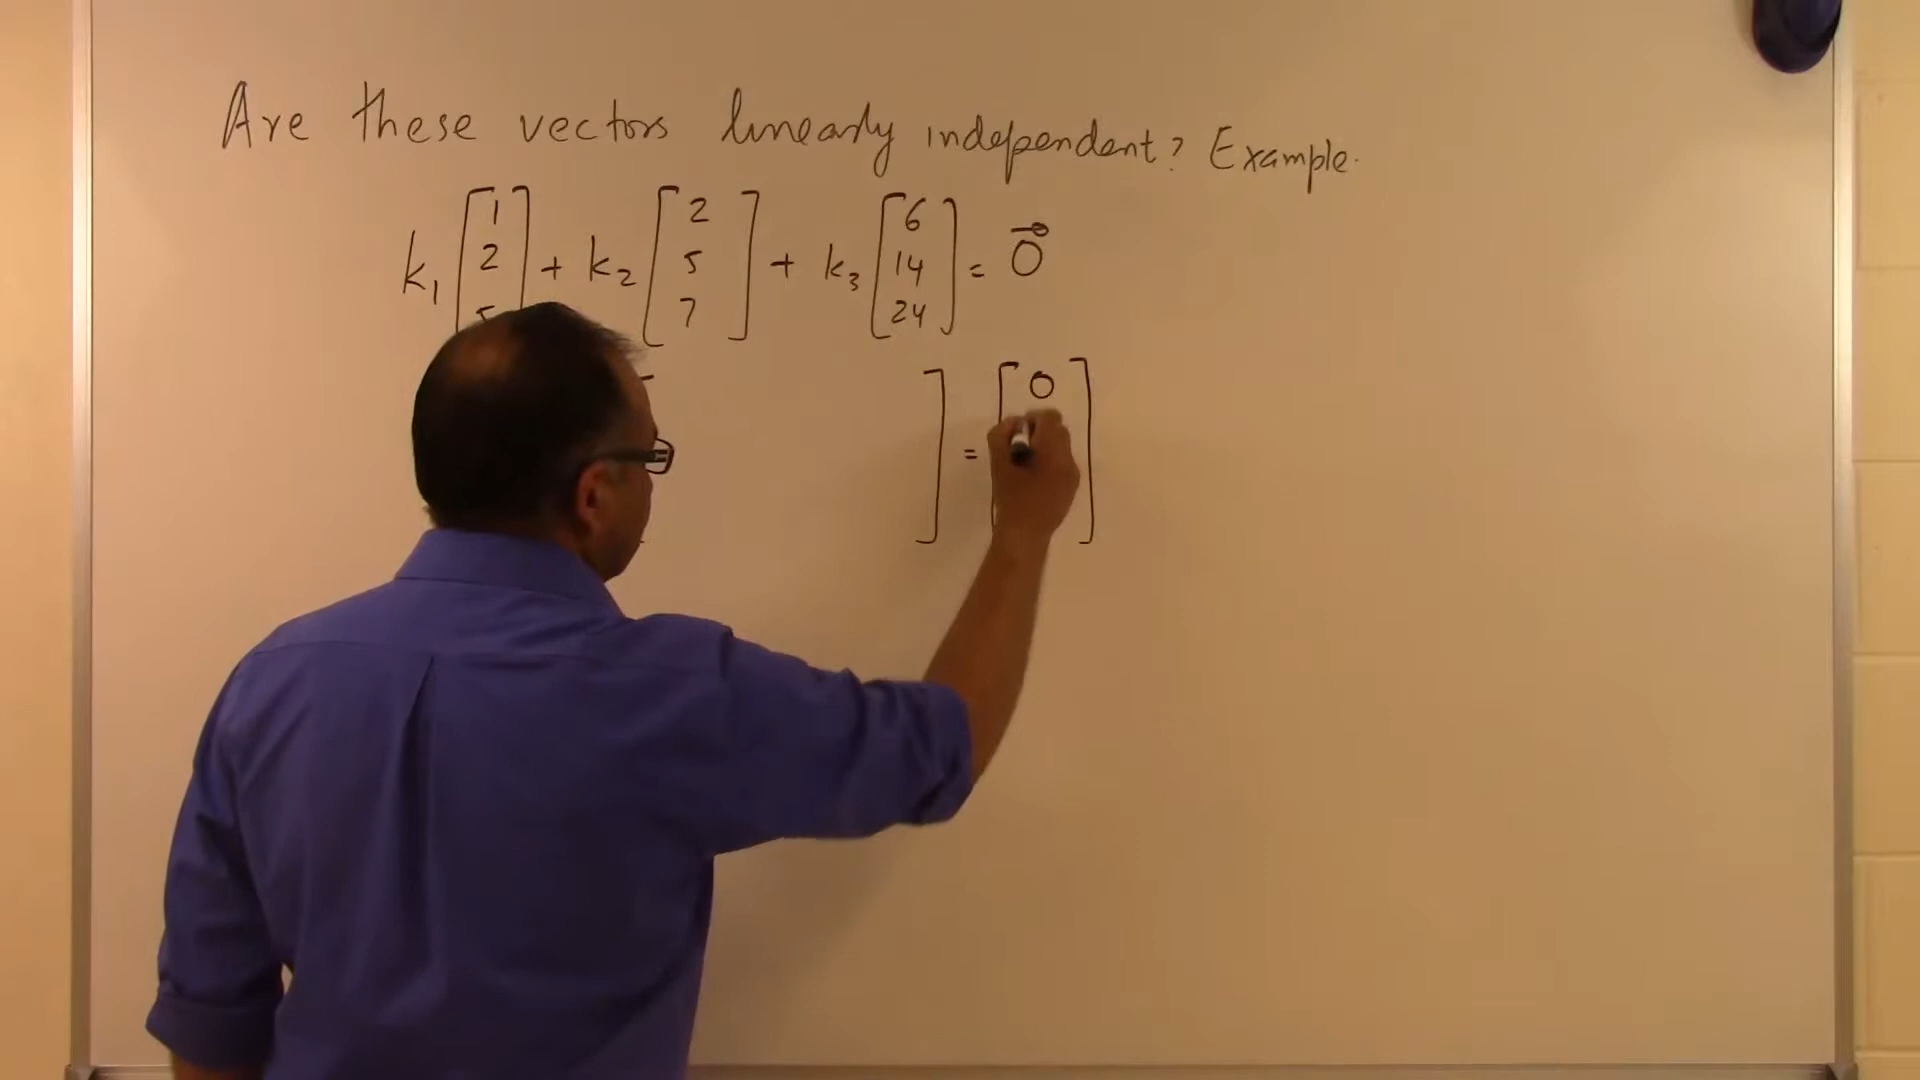 Are these vectors linearly independent? Example.
k₁ [1 2 5] + k₂ [2 5 7] + k₃ [6 14 24] = 0⃗
] = [0 ]